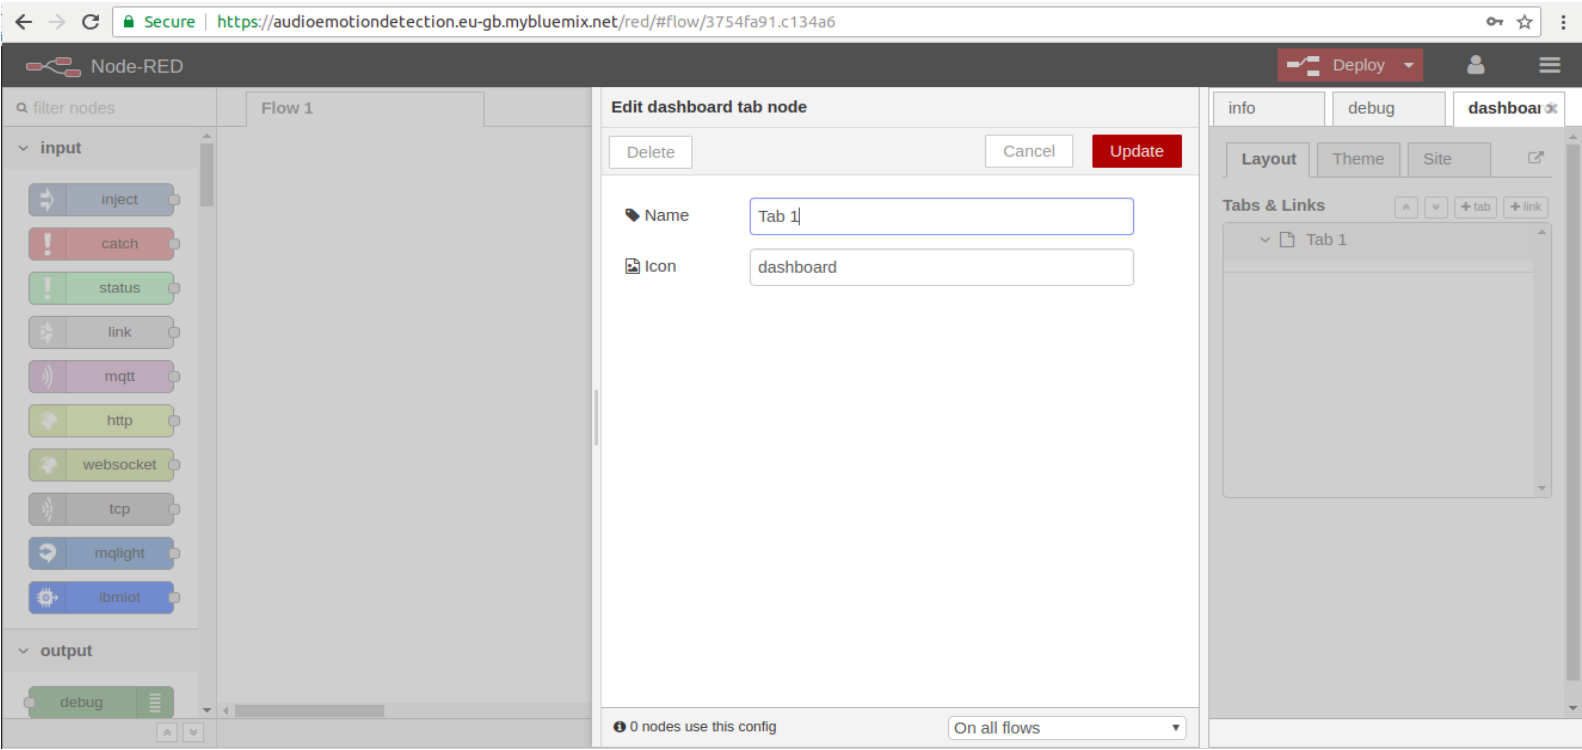 Secure | https://audioemotiondetection.eu-gb.mybluemix.net/red/#flow/3754fa91.c134a6
Node-RED
Deploy
filter nodes
Flow 1
Edit dashboard tab node
info
debug
dashboar
input
Delete
Cancel
Update
Layout
Theme
Site
inject
Name
Tab 1
Tabs & Links
+ tab
+ link
catch
Icon
dashboard
Tab 1
status
link
mqtt
http
websocket
tcp
mqlight
ibmiot
output
debug
0 nodes use this config
On all flows